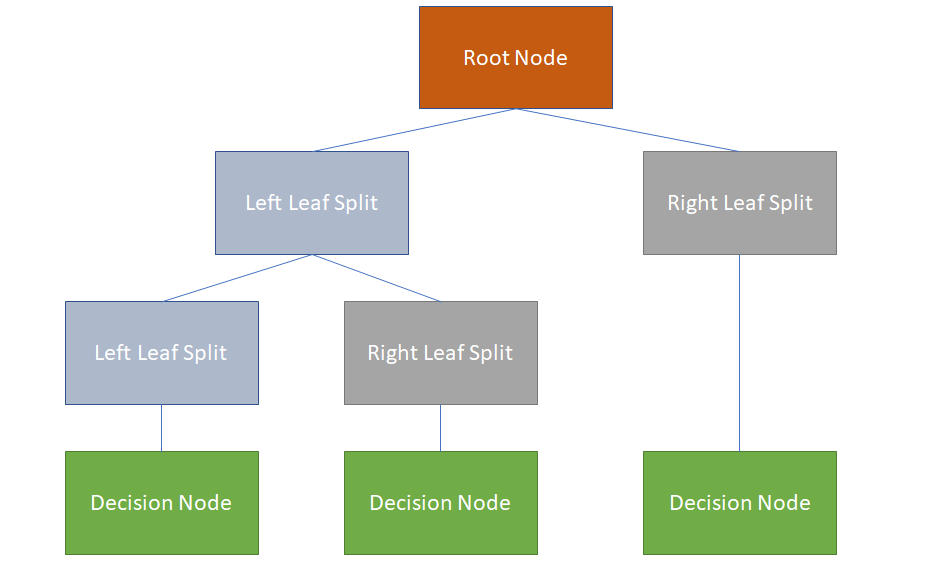 Root Node
Left Leaf Split
Right Leaf Split
Left Leaf Split
Right Leaf Split
Decision Node
Decision Node
Decision Node